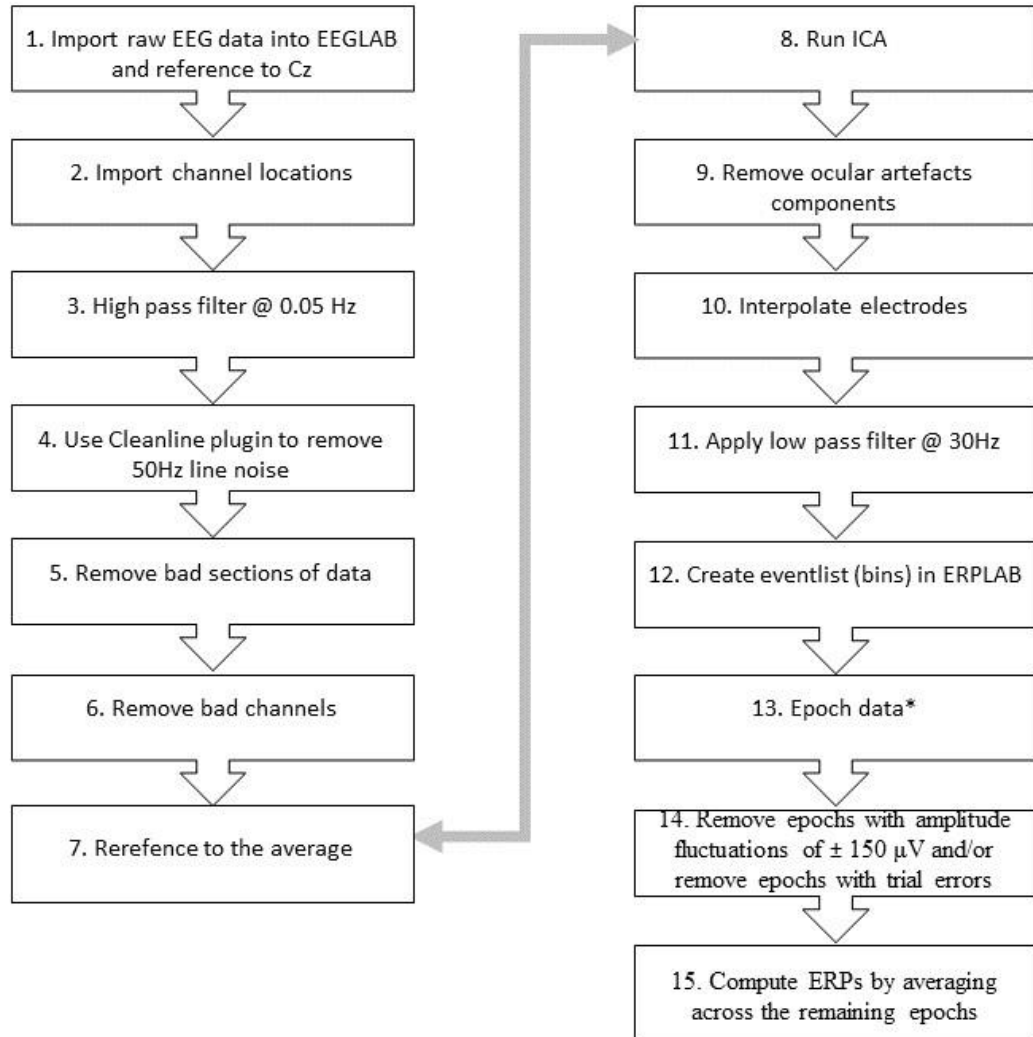 1. Import raw EEG data into EEGLAB
and reference to Cz
2. Import channel locations
3. High pass filter @ 0.05 Hz
4. Use Cleanline plugin to remove
50Hz line noise
5. Remove bad sections of data
6. Remove bad channels
7. Rerefence to the average
8. Run ICA
9. Remove ocular artefacts
components
10. Interpolate electrodes
11. Apply low pass filter @ 30Hz
12. Create eventlist (bins) in ERPLAB
13. Epoch data*
14. Remove epochs with amplitude
fluctuations of ± 150 µV and/or
remove epochs with trial errors
15. Compute ERPs by averaging
across the remaining epochs